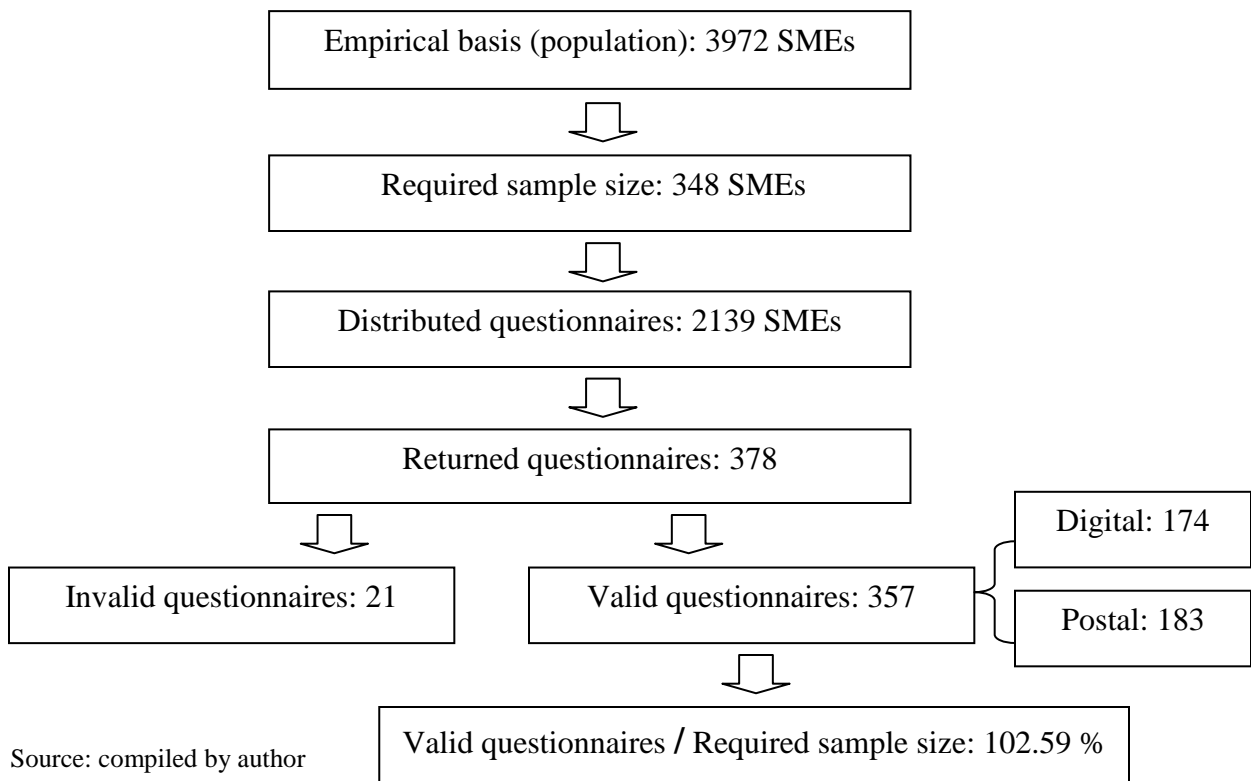 Empirical basis (population): 3972 SMEs
Required sample size: 348 SMEs
Distributed questionnaires: 2139 SMEs
Returned questionnaires: 378
Digital: 174
Invalid questionnaires: 21
Valid questionnaires: 357
Postal: 183
Valid questionnaires / Required sample size: 102.59 %
Source: compiled by author